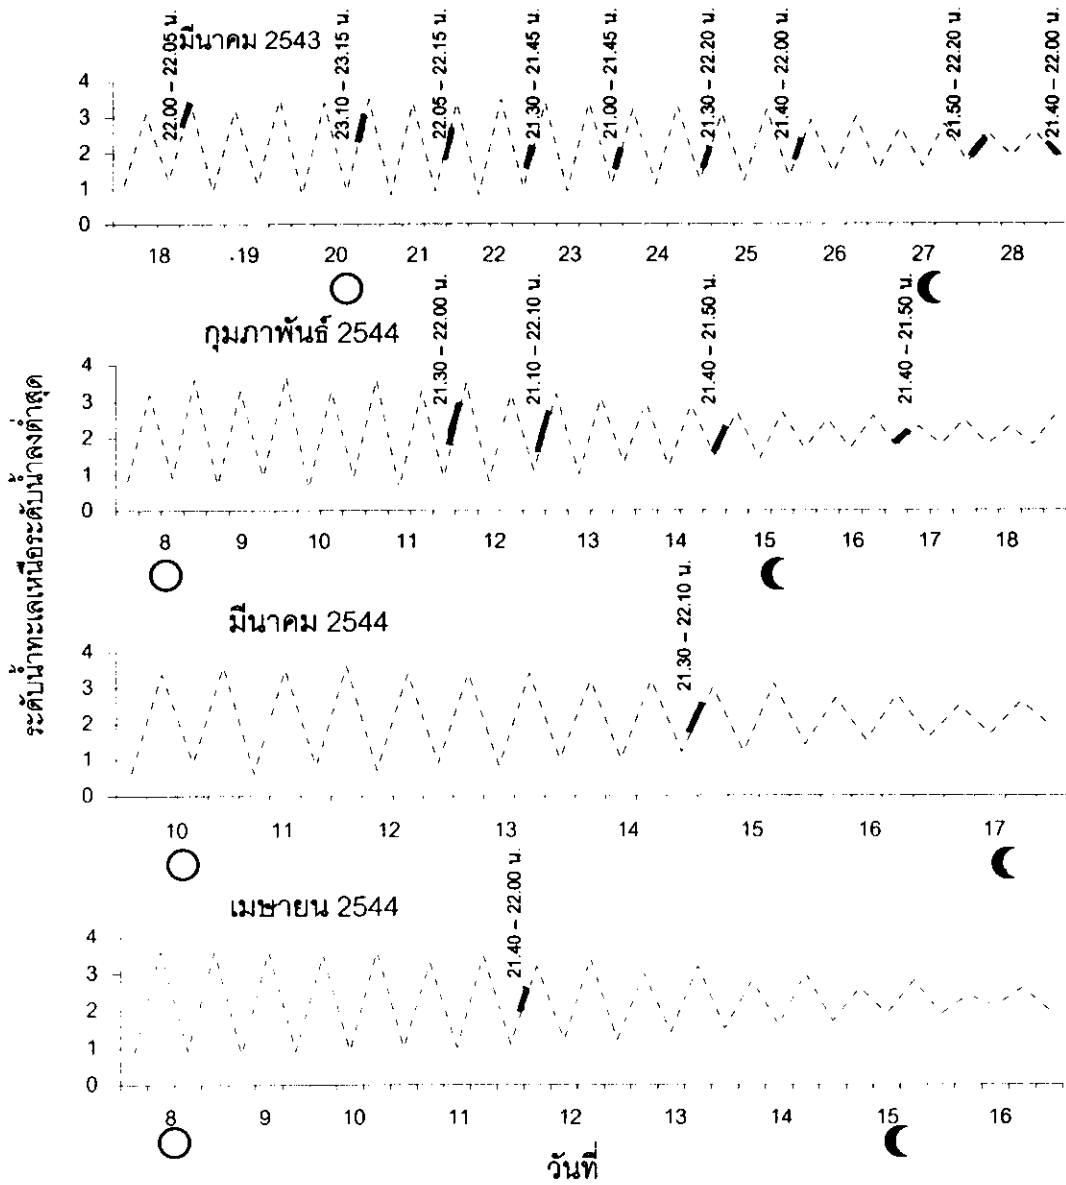 ระดับน้ำทะเลเหนือระดับน้ำลงต่ำสุด
มีนาคม 2543
22.00 – 22.05 น.
23.10 – 23.15 น.
22.05 – 22.15 น.
21.30 – 21.45 น.
21.00 – 21.45 น.
21.30 – 22.20 น.
21.40 – 22.00 น.
21.50 – 22.20 น.
21.40 – 22.00 น.
4
3
2
1
0
18 19 20 21 22 23 24 25 26 27 28
กุมภาพันธ์ 2544
21.30 – 22.00 น.
21.10 – 22.10 น.
21.40 – 21.50 น.
21.40 – 21.50 น.
4
3
2
1
0
8 9 10 11 12 13 14 15 16 17 18
มีนาคม 2544
21.30 – 22.10 น.
4
3
2
1
0
10 11 12 13 14 15 16 17
เมษายน 2544
21.40 – 22.00 น.
4
3
2
1
0
8 9 10 11 12 13 14 15 16
วันที่